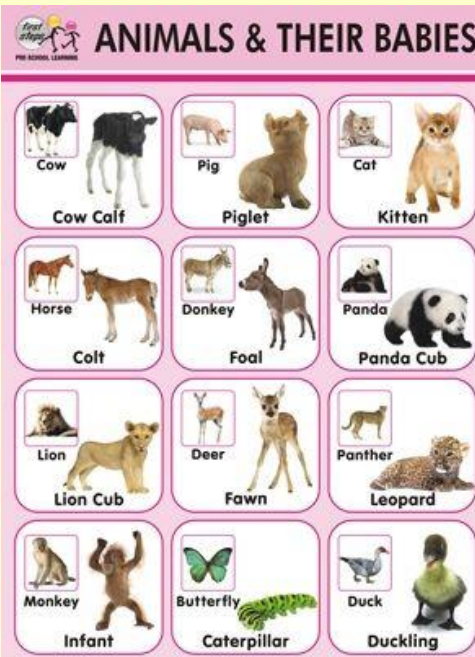 first
steps
PRE SCHOOL LEARNING
ANIMALS & THEIR BABIES
Cow
Cow Calf
Pig
Piglet
Cat
Kitten
Horse
Colt
Donkey
Foal
Panda
Panda Cub
Lion
Lion Cub
Deer
Fawn
Panther
Leopard
Monkey
Infant
Butterfly
Caterpillar
Duck
Duckling